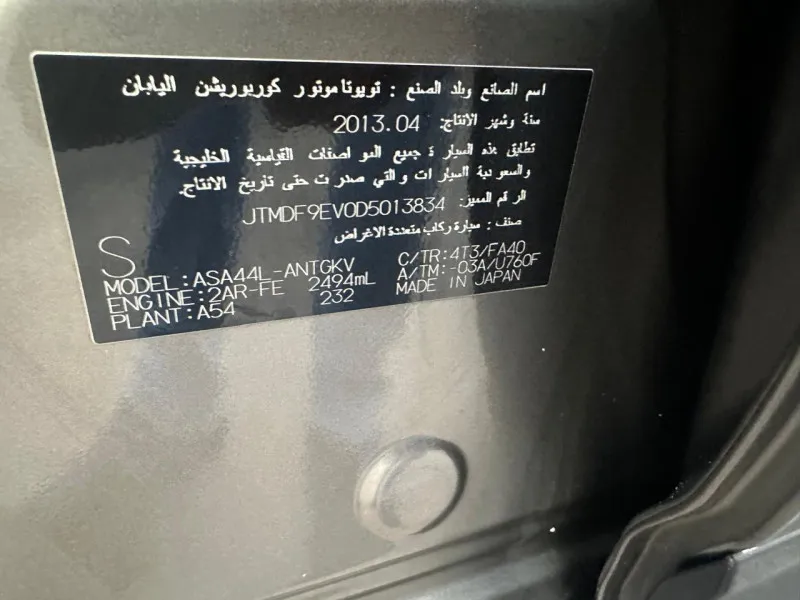 اسم الصانع وبلد الصنع : تويوتا موتور كوربوريشن اليابان
سنة وشهر الانتاج: 2013.04
تطابق هذه السيارة جميع المواصفات القياسية الخليجية
والسعودية السيارات والتي صدرت حتى تاريخ الانتاج.
الرقم المميز: JTMDF9EV0D5013834
صنف : سيارة ركاب متعددة الاغراض
S
MODEL:ASA44L-ANTGKV C/TR:4T3/FA40
ENGINE:2AR-FE 2494mL A/TM:-03A/U760F
PLANT:A54 232 MADE IN JAPAN